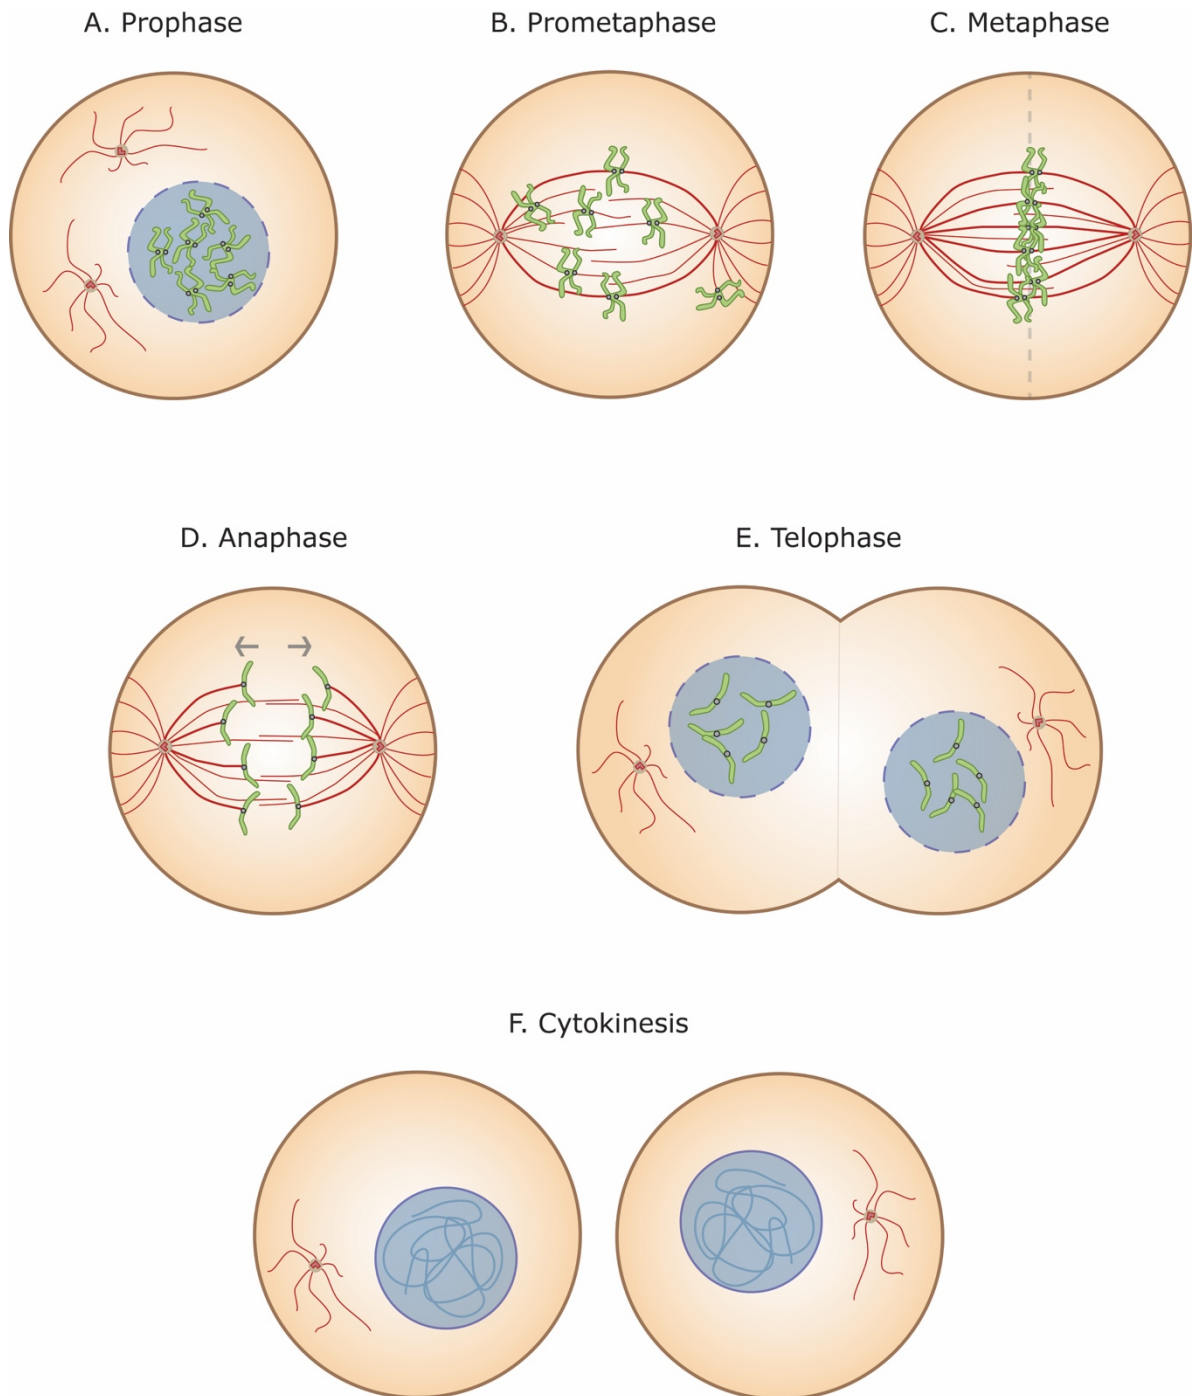 A. Prophase
B. Prometaphase
C. Metaphase
D. Anaphase
E. Telophase
F. Cytokinesis